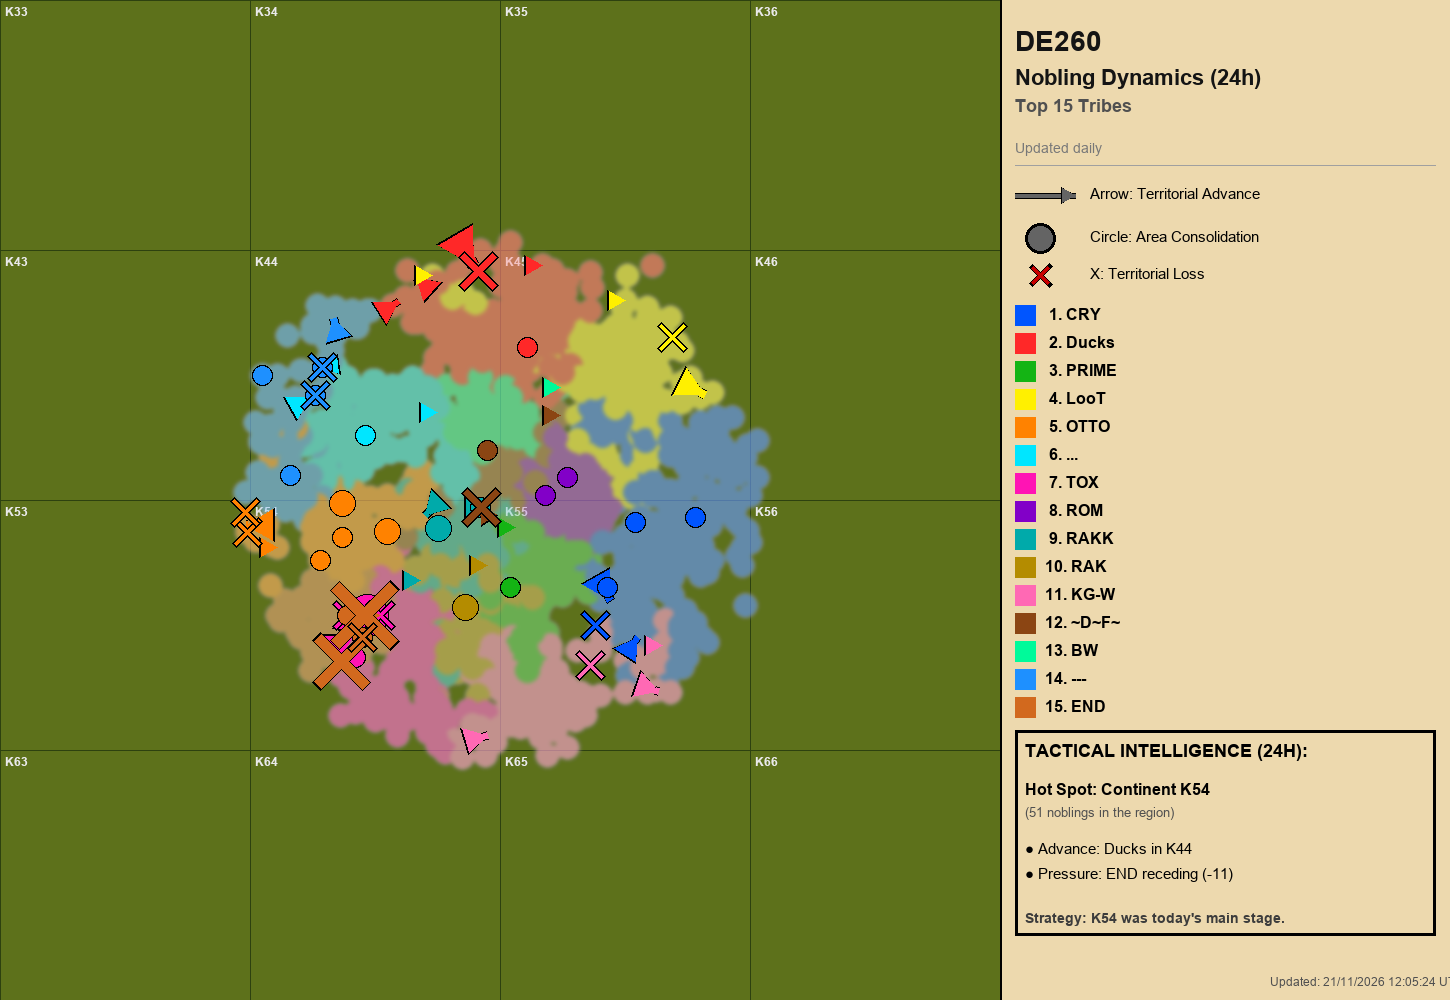 K33
K34
K35
K36
K43
K44
K45
K46
K53
K55
K56
K63
K64
K65
K66
DE260
Nobling Dynamics (24h)
Top 15 Tribes
Updated daily
Arrow: Territorial Advance
Circle: Area Consolidation
X: Territorial Loss
1. CRY
2. Ducks
3. PRIME
4. LooT
5. OTTO
6. ...
7. TOX
8. ROM
9. RAKK
10. RAK
11. KG-W
12. ~D~F~
13. BW
14. ---
15. END
TACTICAL INTELLIGENCE (24H):
Hot Spot: Continent K54
(51 noblings in the region)
● Advance: Ducks in K44
● Pressure: END receding (-11)
Strategy: K54 was today's main stage.
Updated: 21/11/2026 12:05:24